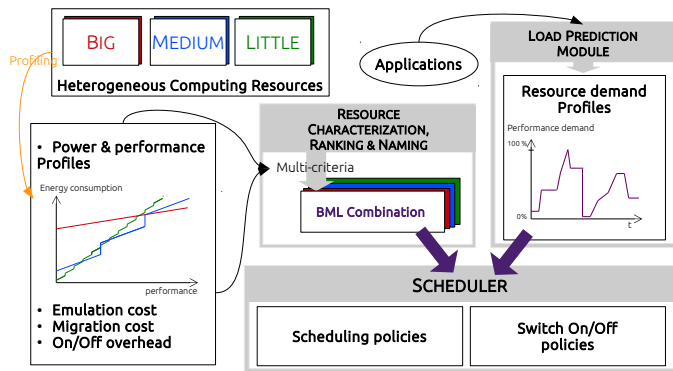 BIG
MEDIUM
LITTLE
Heterogeneous Computing Resources
Profiling
Applications
LOAD PREDICTION
MODULE
Resource demand
Profiles
Performance demand
100 %
0%
t
RESOURCE
CHARACTERIZATION,
RANKING & NAMING
Multi-criteria
BML Combination
• Power & performance
Profiles
Energy consumption
performance
• Emulation cost
• Migration cost
• On/Off overhead
SCHEDULER
Scheduling policies
Switch On/Off
policies